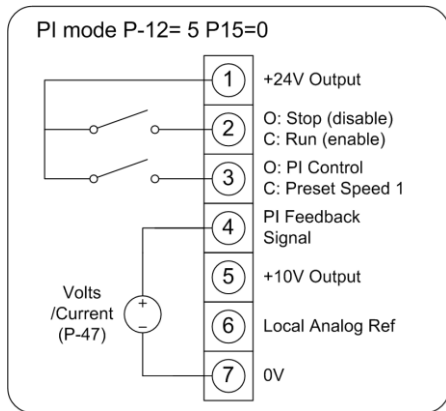 PI mode P-12= 5 P15=0
1 +24V Output
2 O: Stop (disable)
C: Run (enable)
3 O: PI Control
C: Preset Speed 1
4 PI Feedback
Signal
5 +10V Output
Volts
/Current
(P-47)
+
−
6 Local Analog Ref
7 0V